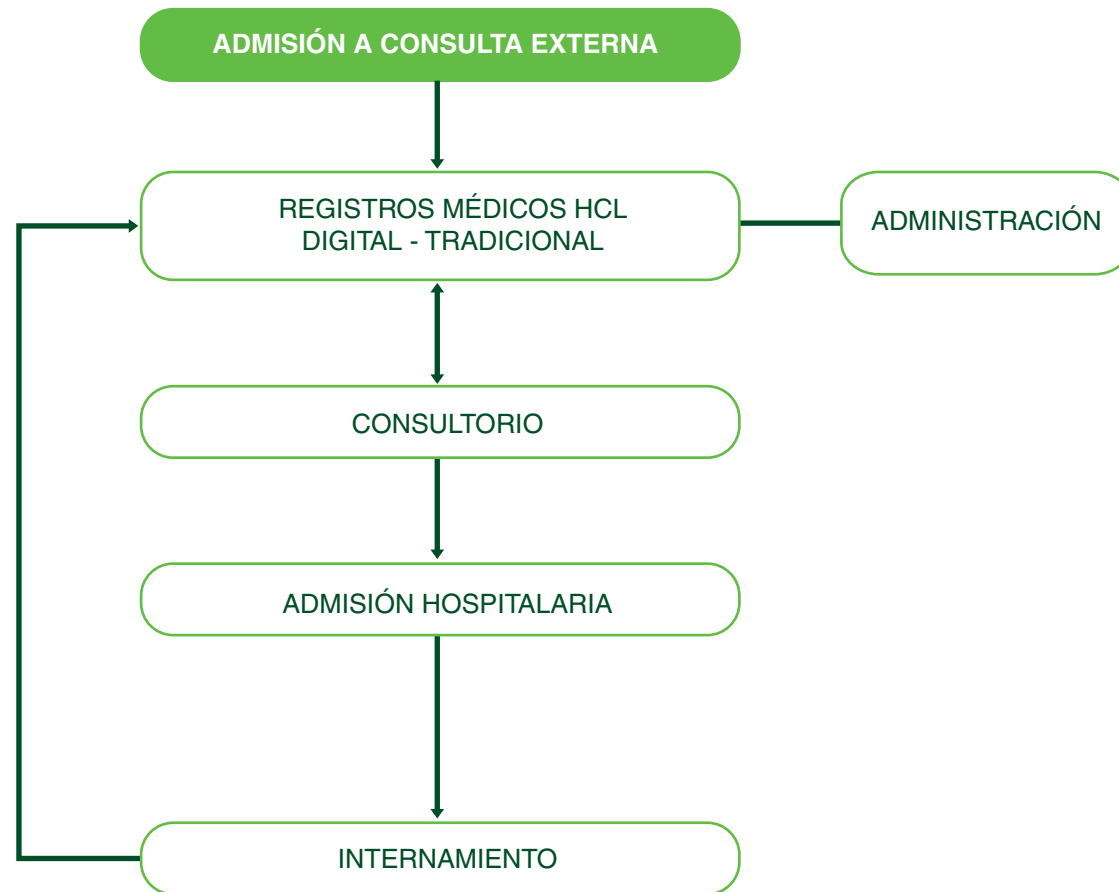 ADMISIÓN A CONSULTA EXTERNA
REGISTROS MÉDICOS HCL
DIGITAL - TRADICIONAL
ADMINISTRACIÓN
CONSULTORIO
ADMISIÓN HOSPITALARIA
INTERNAMIENTO